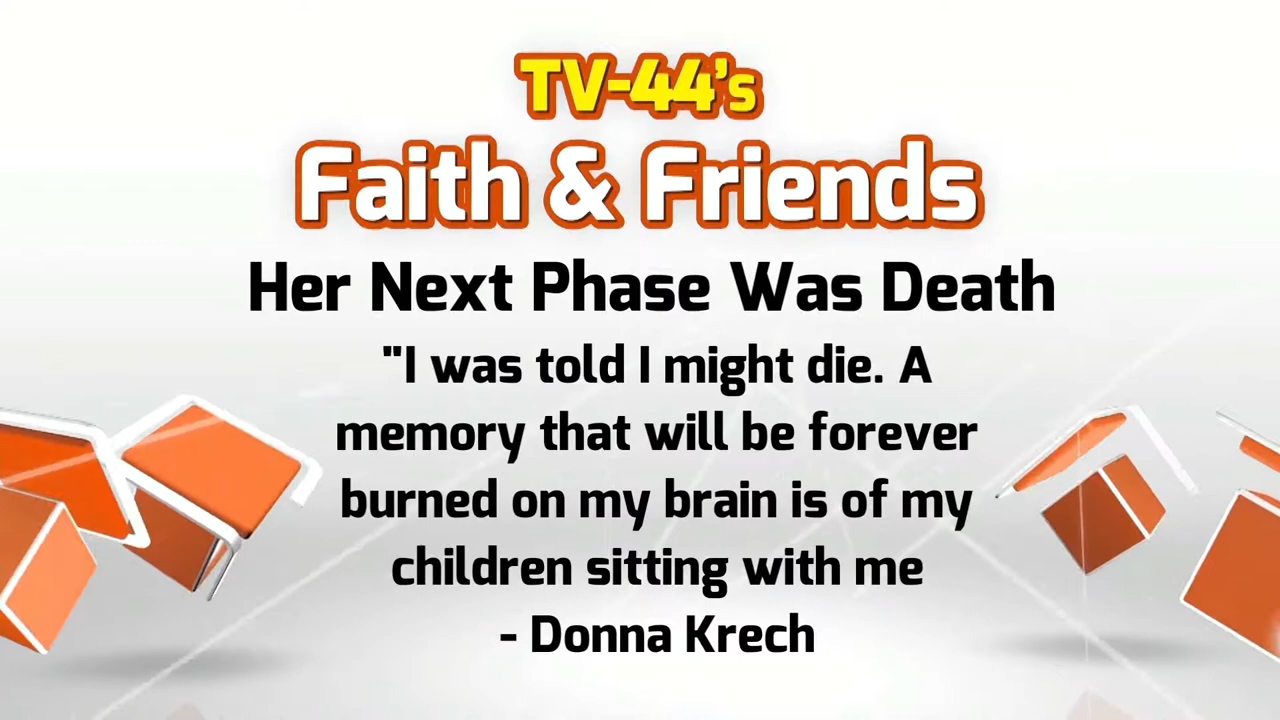 TV-44's
Faith & Friends
Her Next Phase Was Death
"I was told I might die. A
memory that will be forever
burned on my brain is of my
children sitting with me
- Donna Krech